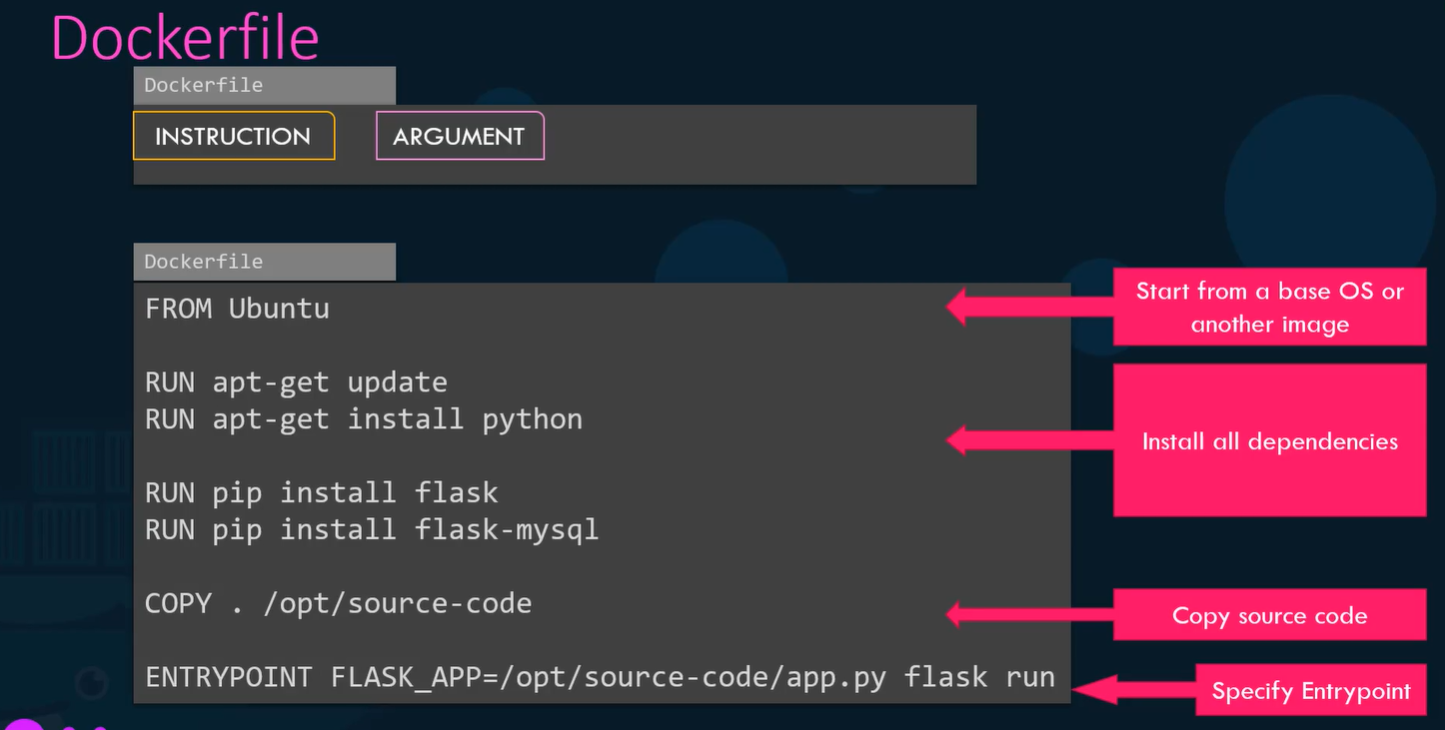 Dockerfile
Dockerfile
INSTRUCTION ARGUMENT
Dockerfile
FROM Ubuntu
Start from a base OS or
another image
RUN apt-get update
RUN apt-get install python
Install all dependencies
RUN pip install flask
RUN pip install flask-mysql
COPY . /opt/source-code
Copy source code
ENTRYPOINT FLASK_APP=/opt/source-code/app.py flask run
Specify Entrypoint